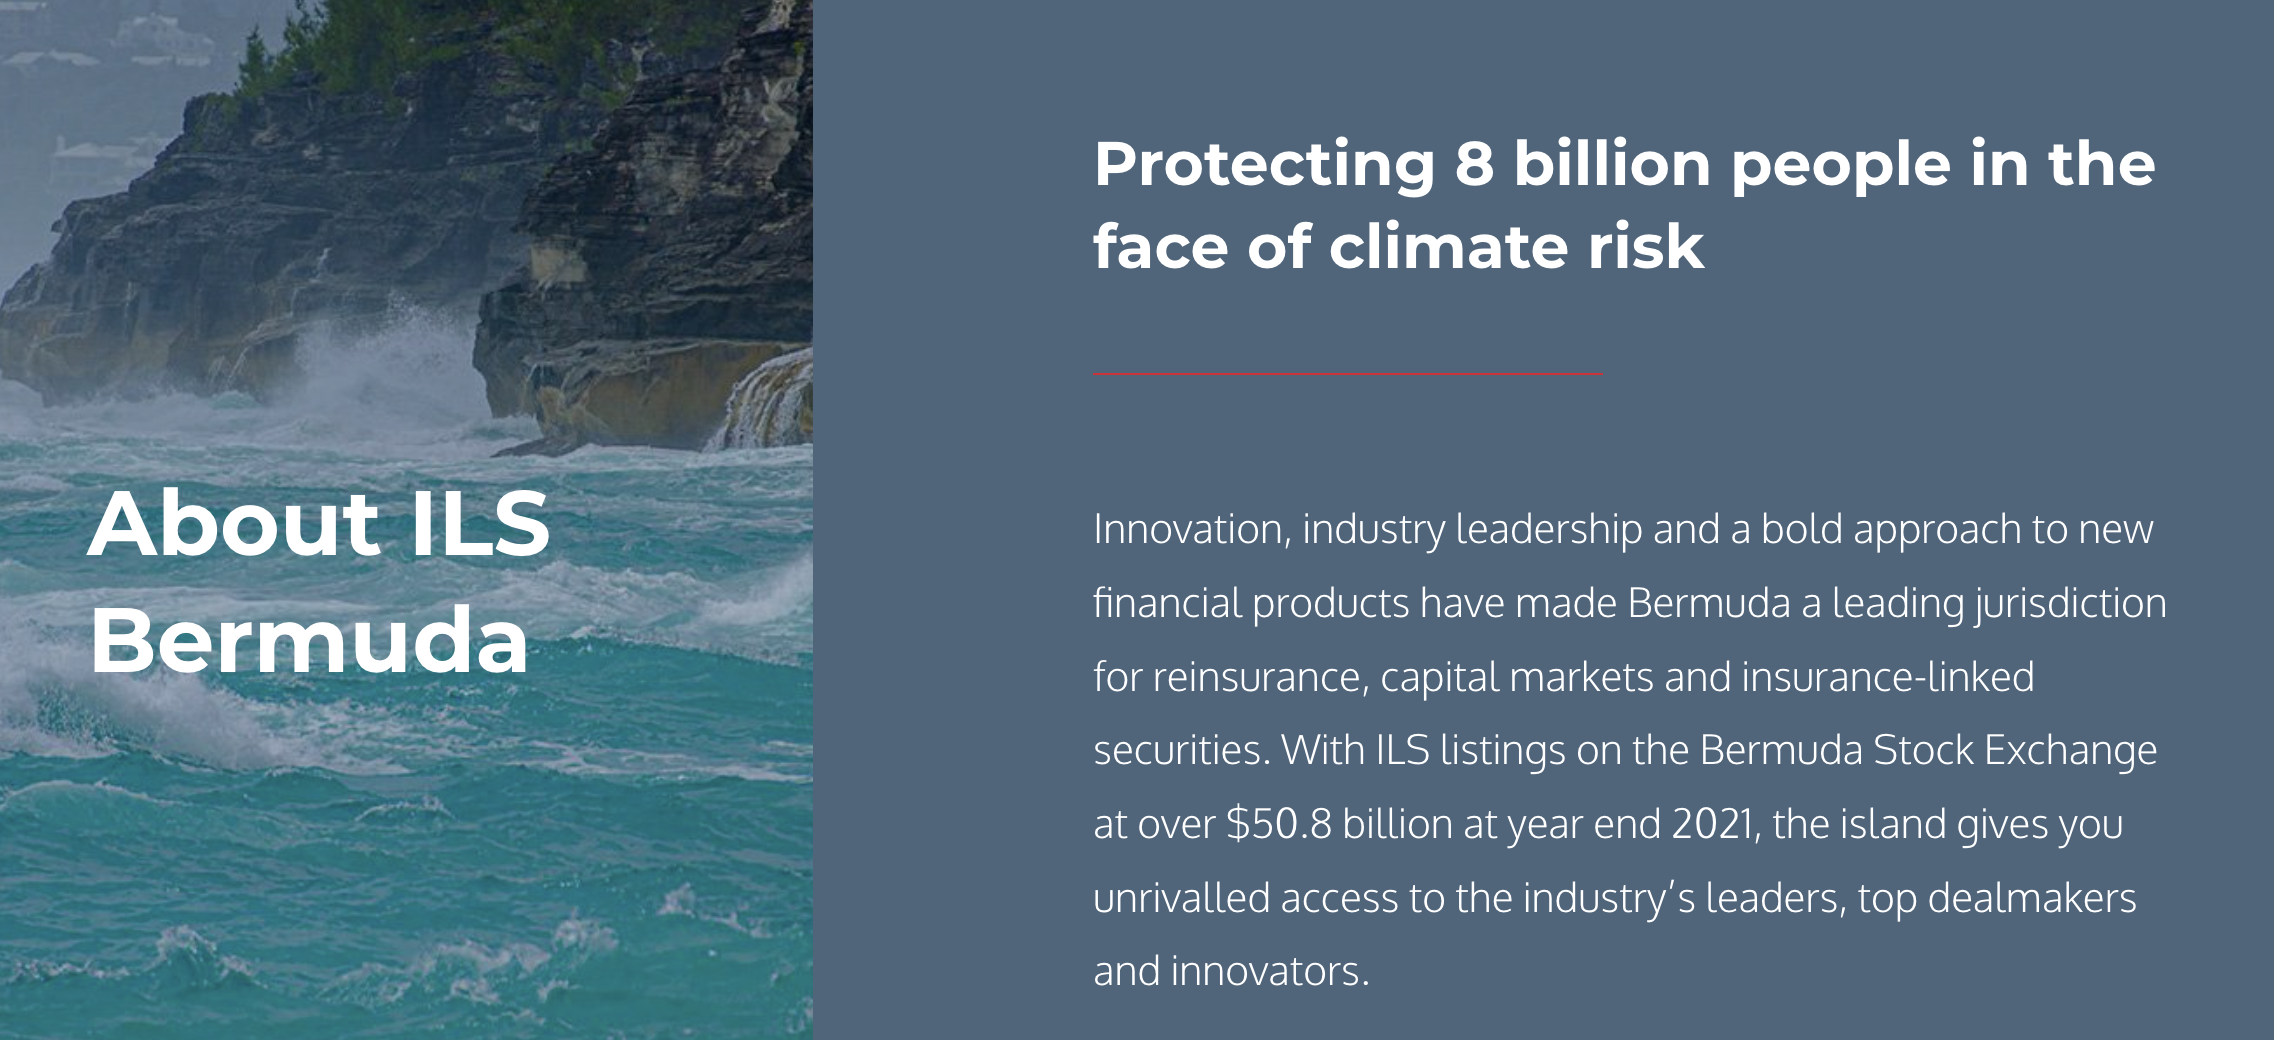 About ILS
Bermuda
Protecting 8 billion people in the
face of climate risk
Innovation, industry leadership and a bold approach to new
financial products have made Bermuda a leading jurisdiction
for reinsurance, capital markets and insurance-linked
securities. With ILS listings on the Bermuda Stock Exchange
at over $50.8 billion at year end 2021, the island gives you
unrivalled access to the industry’s leaders, top dealmakers
and innovators.